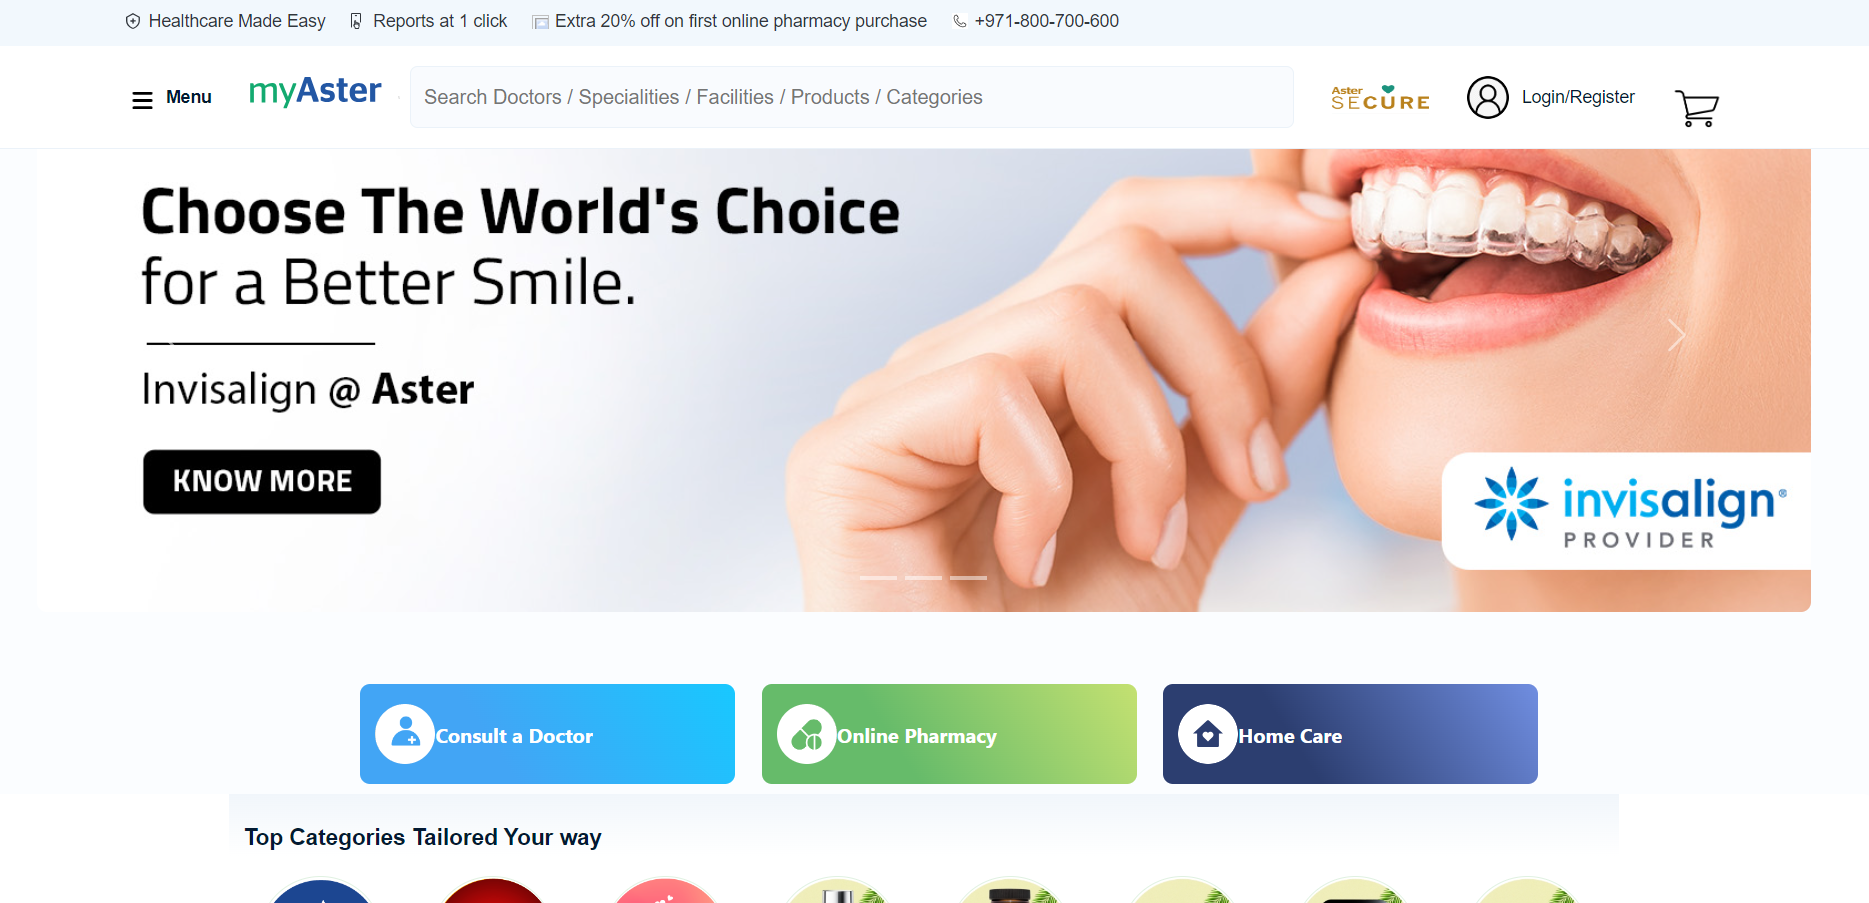 Healthcare Made Easy
Reports at 1 click
Extra 20% off on first online pharmacy purchase
+971-800-700-600
Menu
myAster
Search Doctors / Specialities / Facilities / Products / Categories
Aster
SECURE
Login/Register
Choose The World's Choice
for a Better Smile.
Invisalign @ Aster
KNOW MORE
invisalign®
PROVIDER
Consult a Doctor
Online Pharmacy
Home Care
Top Categories Tailored Your way